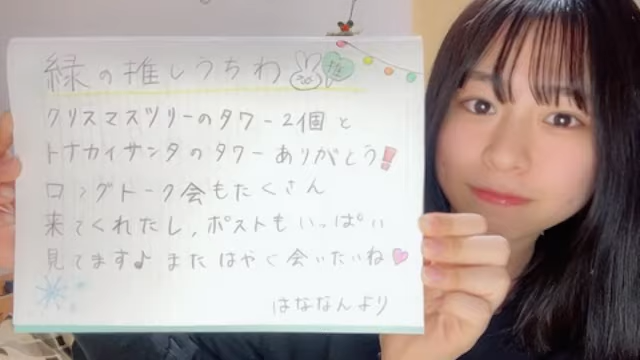 緑の推しうちわ
推
クリスマスツリーのタワー2個と
トナカイサンタのタワーありがとう!
ロングトーク会もたくさん
来てくれたし、ポストもいっぱい
見てます♪ また はやく会いたいね
はななんより